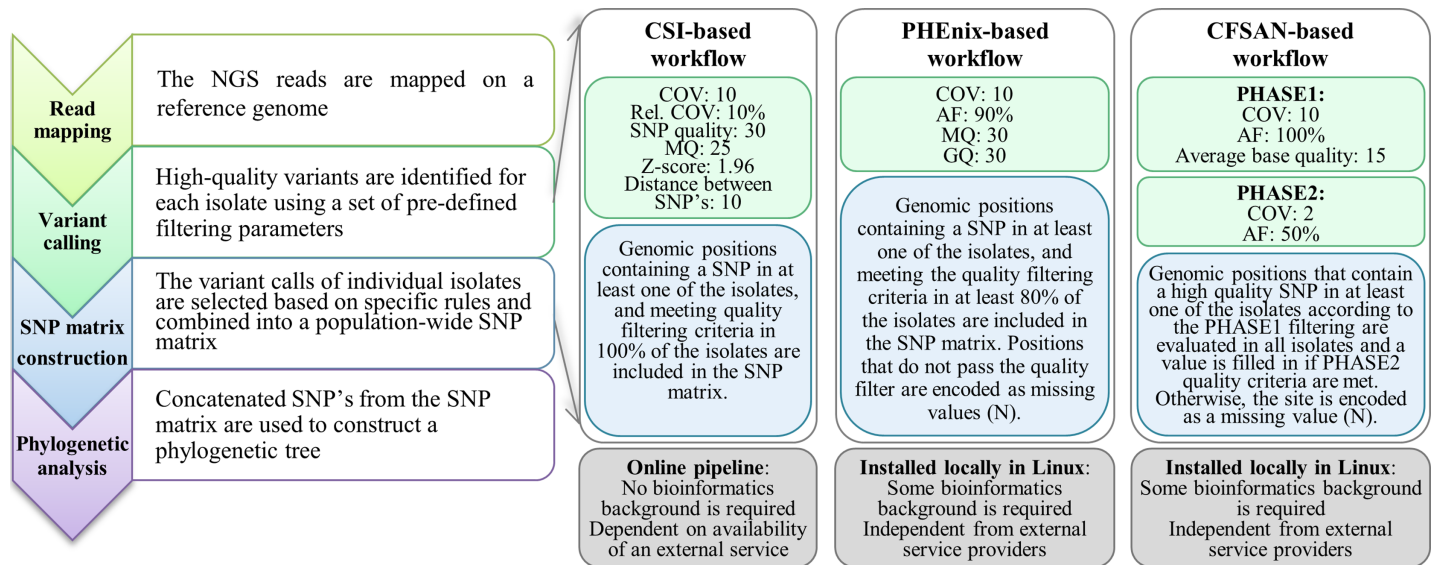 Read
mapping
The NGS reads are mapped on a
reference genome
Variant
calling
High-quality variants are identified for
each isolate using a set of pre-defined
filtering parameters
SNP matrix
construction
The variant calls of individual isolates
are selected based on specific rules and
combined into a population-wide SNP
matrix
Phylogenetic
analysis
Concatenated SNP's from the SNP
matrix are used to construct a
phylogenetic tree
CSI-based
workflow
COV: 10
Rel. COV: 10%
SNP quality: 30
MQ: 25
Z-score: 1.96
Distance between
SNP's: 10
Genomic positions
containing a SNP in at
least one of the isolates,
and meeting quality
filtering criteria in
100% of the isolates are
included in the SNP
matrix.
Online pipeline:
No bioinformatics
background is required
Dependent on availability
of an external service
PHEnix-based
workflow
COV: 10
AF: 90%
MQ: 30
GQ: 30
Genomic positions
containing a SNP in at least
one of the isolates, and
meeting the quality filtering
criteria in at least 80% of
the isolates are included in
the SNP matrix. Positions
that do not pass the quality
filter are encoded as missing
values (N).
Installed locally in Linux:
Some bioinformatics
background is required
Independent from external
service providers
CFSAN-based
workflow
PHASE1:
COV: 10
AF: 100%
Average base quality: 15
PHASE2:
COV: 2
AF: 50%
Genomic positions that contain
a high quality SNP in at least
one of the isolates according to
the PHASE1 filtering are
evaluated in all isolates and a
value is filled in if PHASE2
quality criteria are met.
Otherwise, the site is encoded
as a missing value (N).
Installed locally in Linux:
Some bioinformatics background
is required
Independent from external
service providers